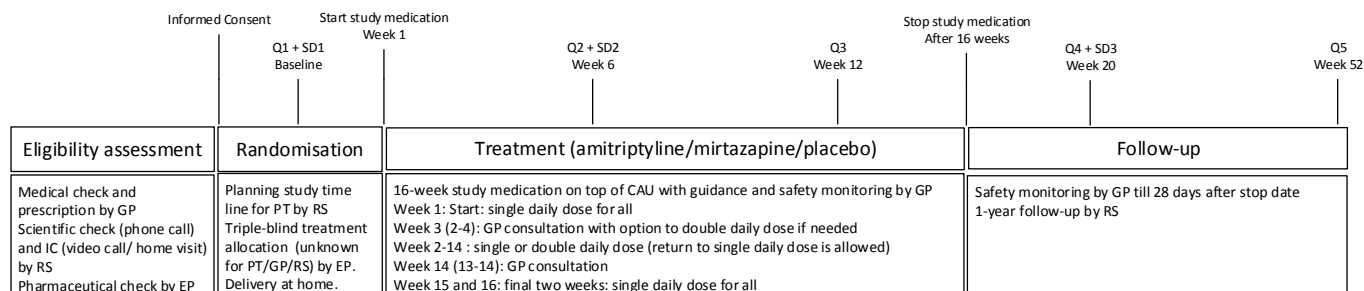 Informed Consent
Start study medication
Week 1
Stop study medication
After 16 weeks
Q1 + SD1
Baseline
Q2 + SD2
Week 6
Q3
Week 12
Q4 + SD3
Week 20
Q5
Week 52
Eligibility assessment
Randomisation
Treatment (amitriptyline/mirtazapine/placebo)
Follow-up
Medical check and
prescription by GP
Scientific check (phone call)
and IC (video call/ home visit)
by RS
Pharmaceutical check by EP
Planning study time
line for PT by RS
Triple-blind treatment
allocation (unknown
for PT/GP/RS) by EP.
Delivery at home.
16-week study medication on top of CAU with guidance and safety monitoring by GP
Week 1: Start: single daily dose for all
Week 3 (2-4): GP consultation with option to double daily dose if needed
Week 2-14 : single or double daily dose (return to single daily dose is allowed)
Week 14 (13-14): GP consultation
Week 15 and 16: final two weeks: single daily dose for all
Safety monitoring by GP till 28 days after stop date
1-year follow-up by RS